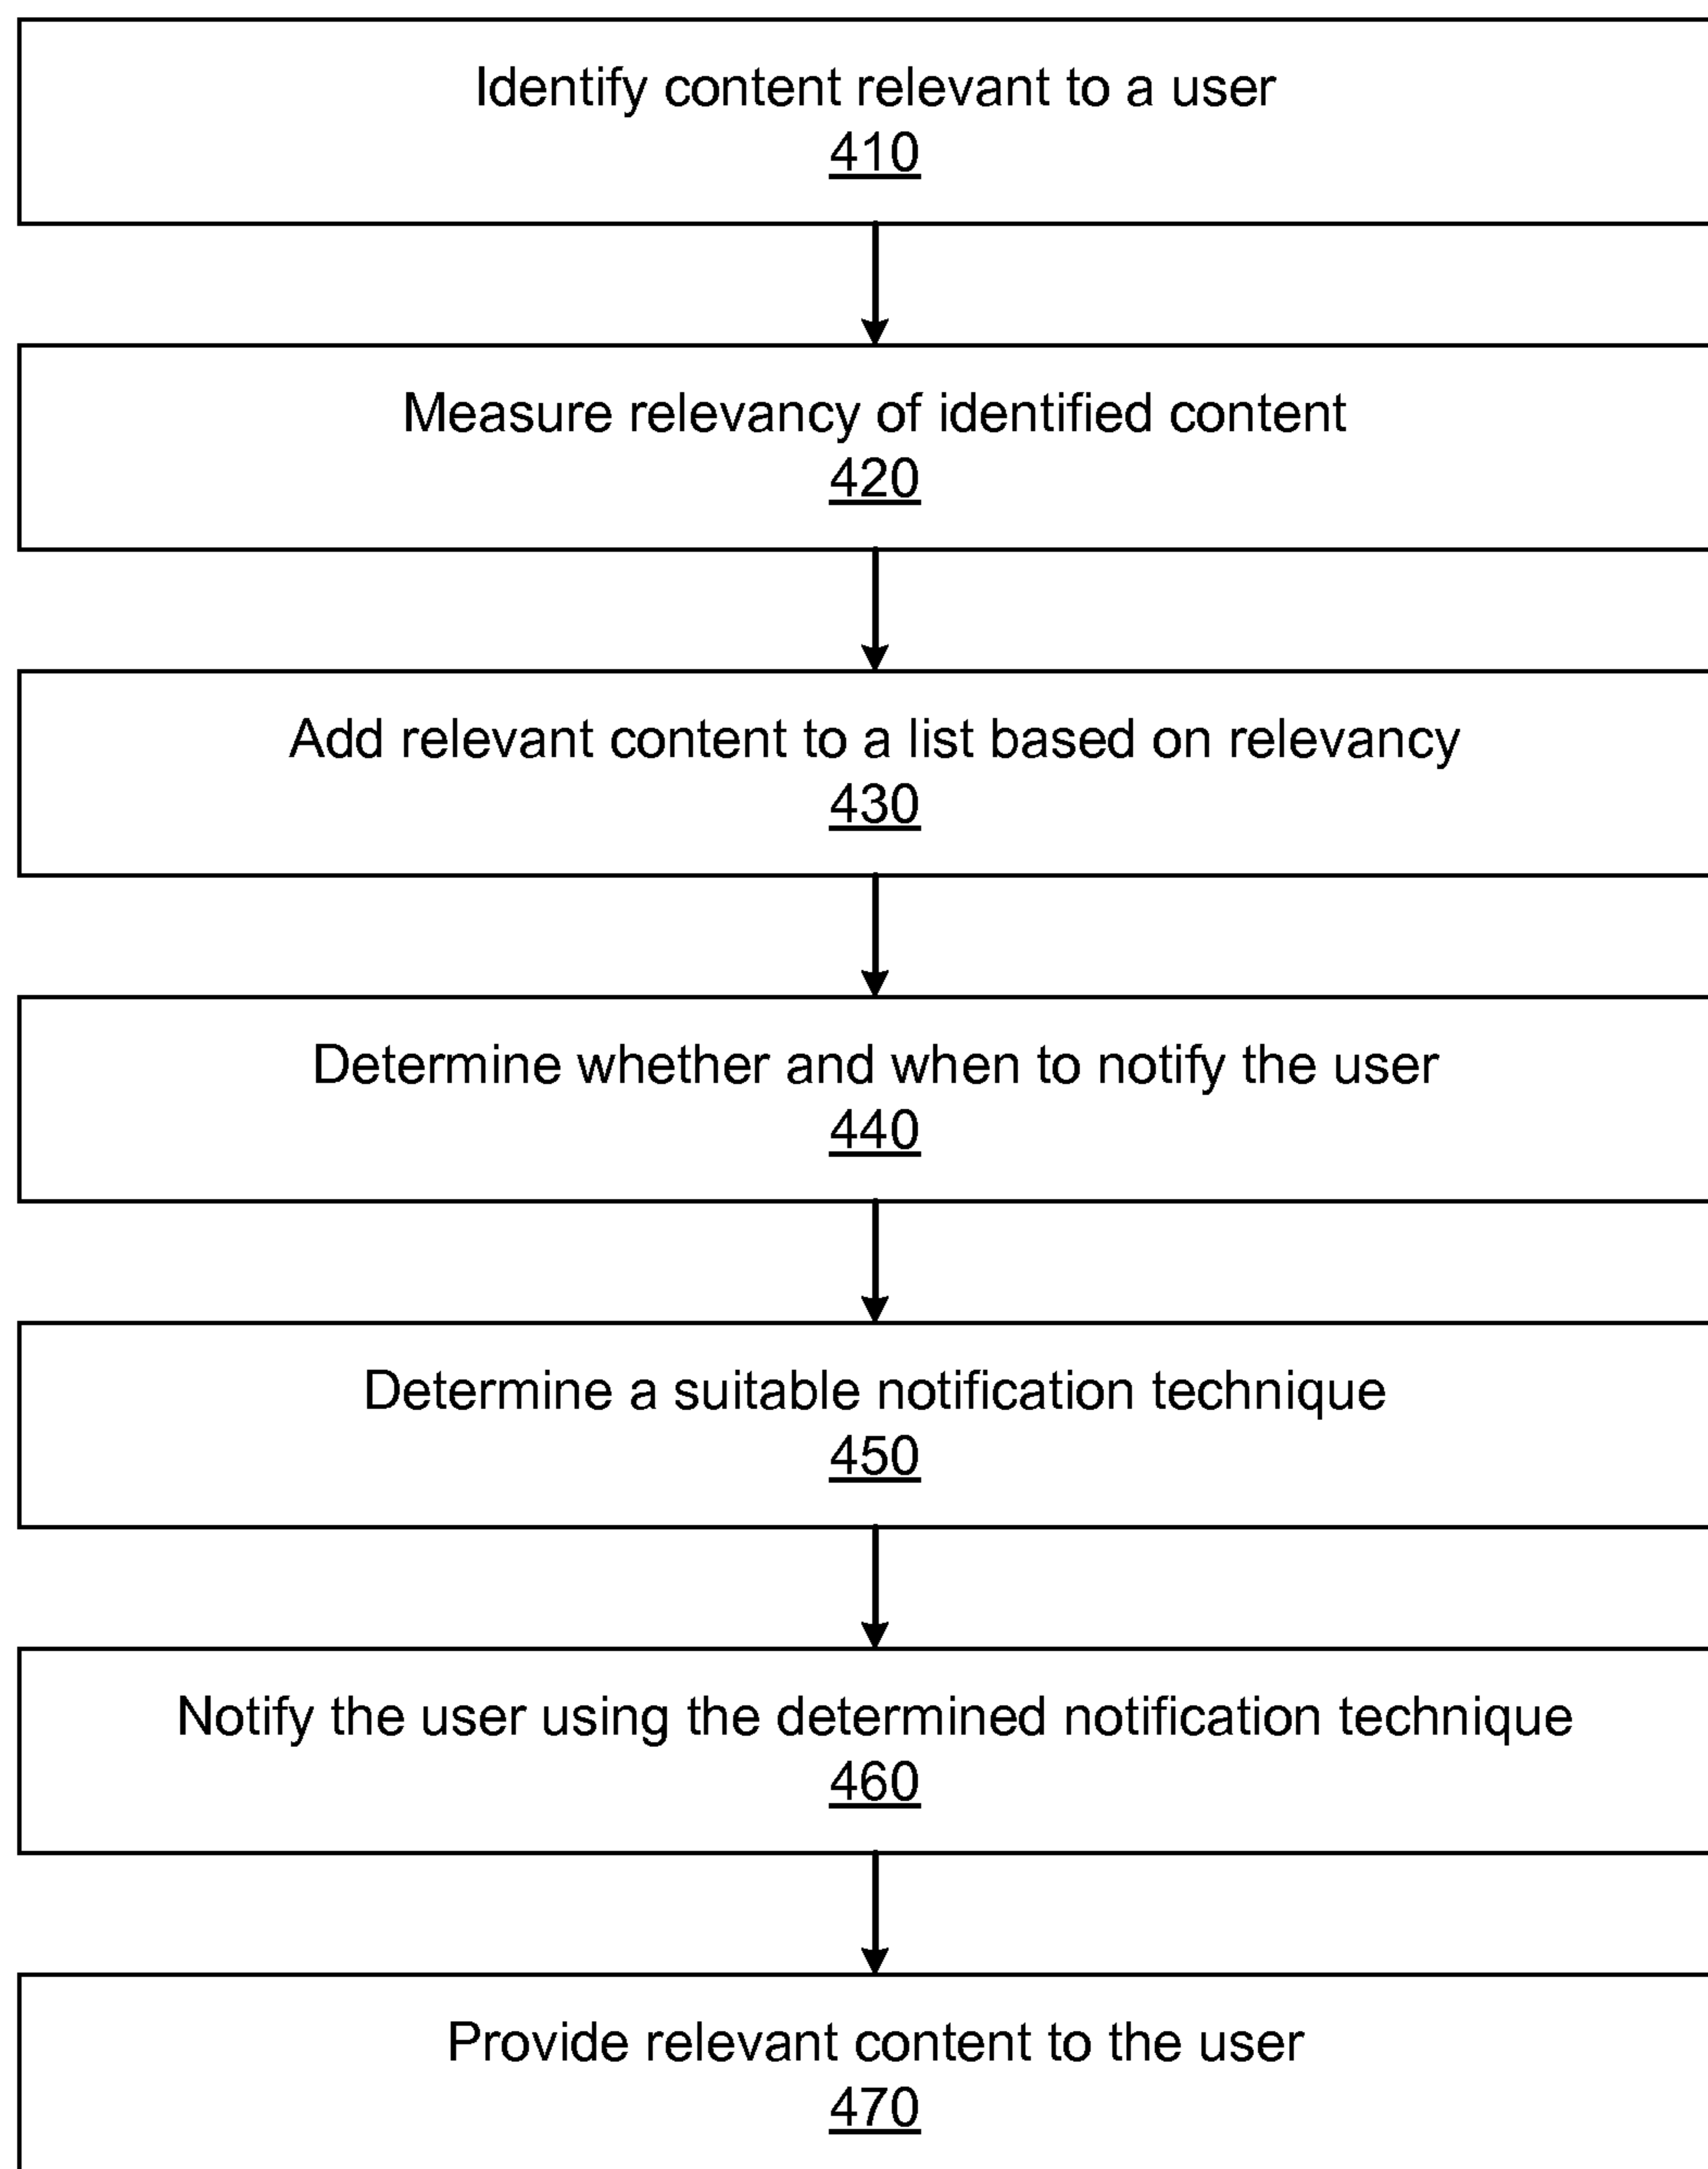 Identify content relevant to a user
410
Measure relevancy of identified content
420
Add relevant content to a list based on relevancy
430
Determine whether and when to notify the user
440
Determine a suitable notification technique
450
Notify the user using the determined notification technique
460
Provide relevant content to the user
470